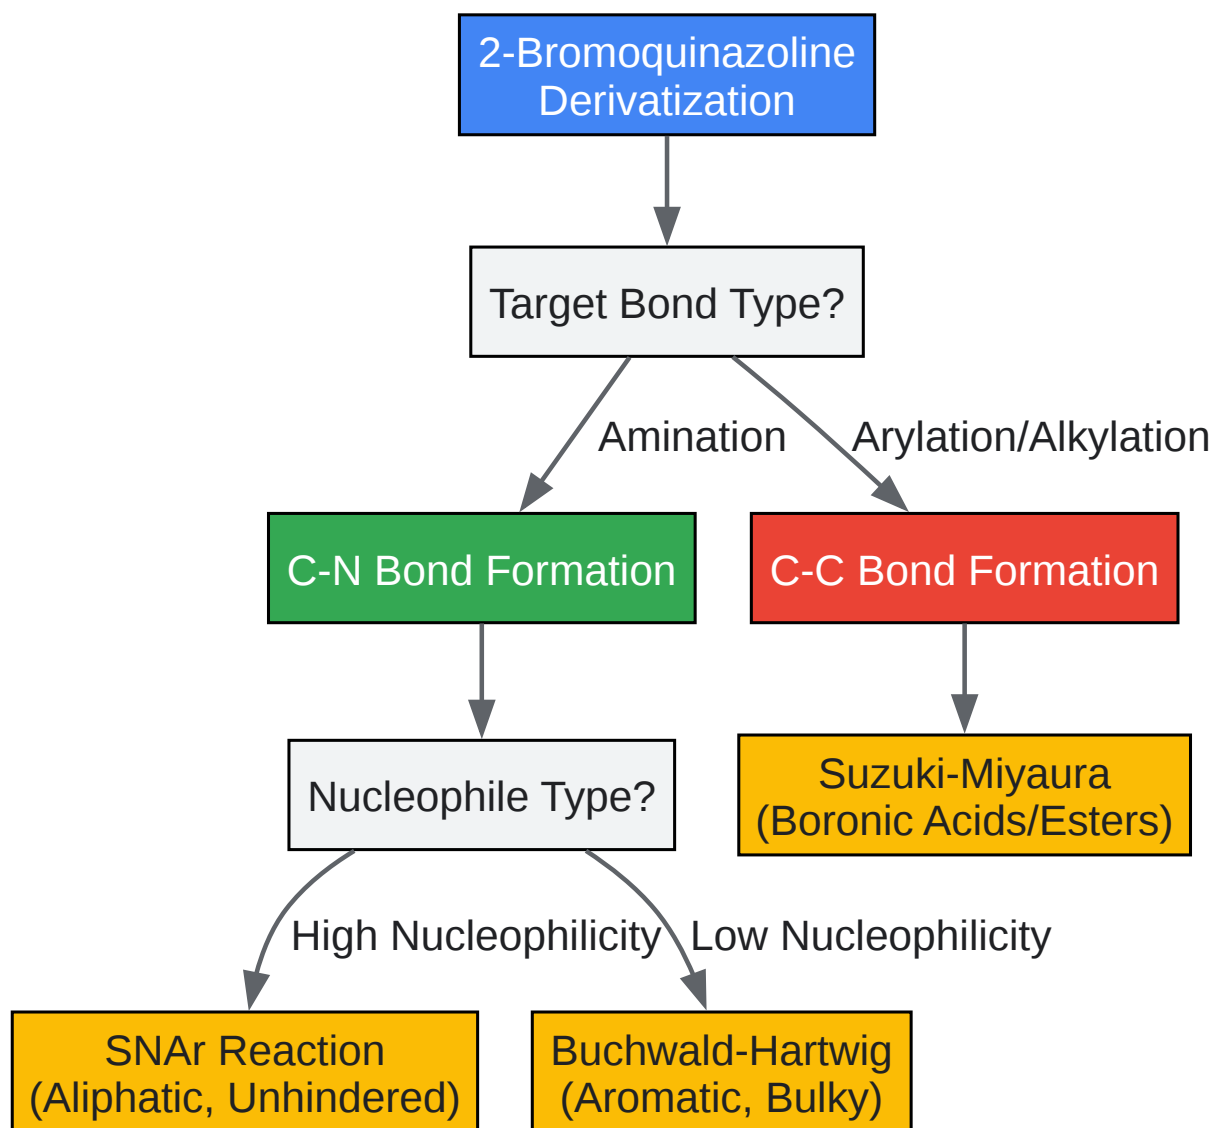 2-Bromoquinazoline
Derivatization
Target Bond Type?
Amination
Arylation/Alkylation
C-N Bond Formation
C-C Bond Formation
Nucleophile Type?
Suzuki-Miyaura
(Boronic Acids/Esters)
High Nucleophilicity
Low Nucleophilicity
SNAr Reaction
(Aliphatic, Unhindered)
Buchwald-Hartwig
(Aromatic, Bulky)